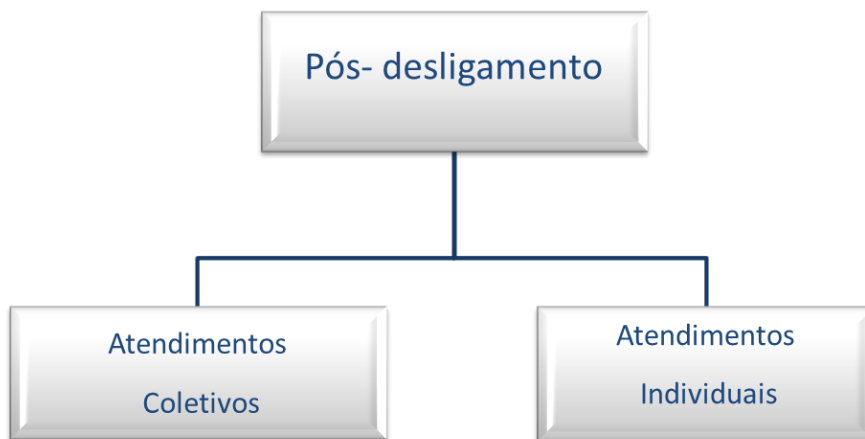 Pós- desligamento
Atendimentos
Coletivos
Atendimentos
Individuais